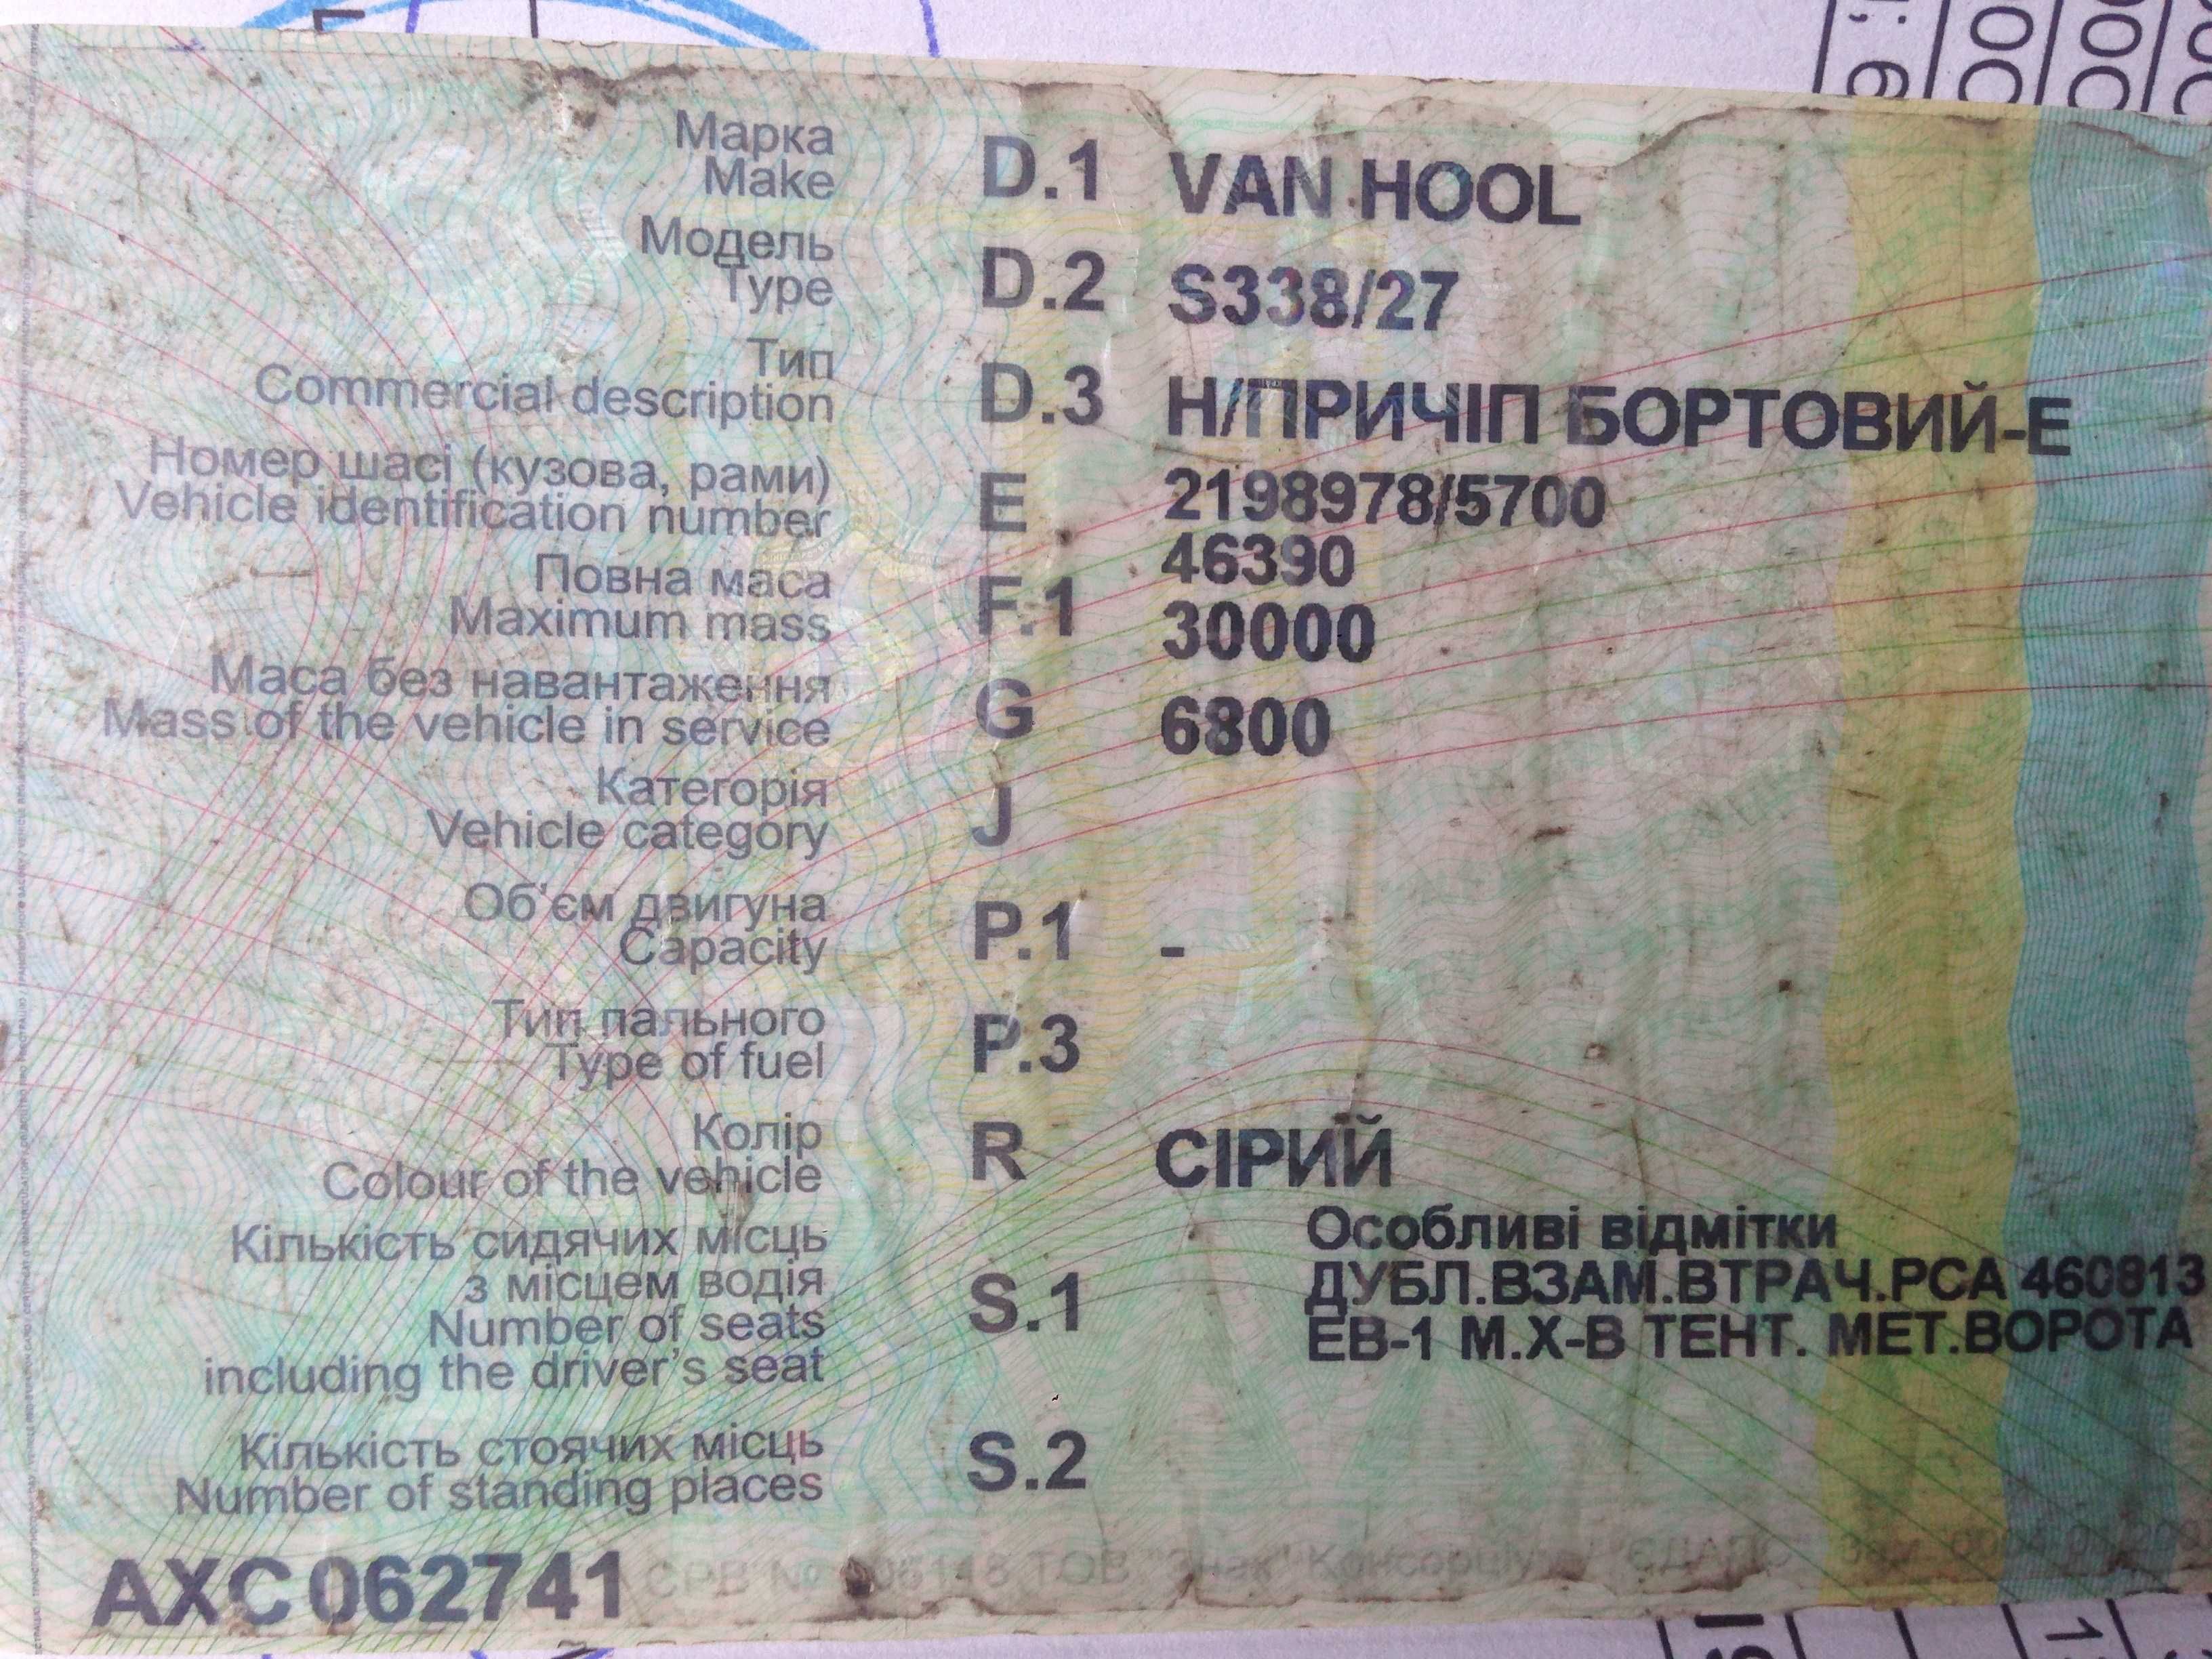 Марка
Make
D.1 VAN HOOL
Модель
Type
D.2 S338/27
Тип
Commercial description
D.3 Н/ПРИЧІП БОРТОВИЙ-Е
Номер шасі (кузова, рами)
Vehicle identification number
E 2198978/5700
46390
Повна маса
Maximum mass
F.1 30000
Маса без навантаження
Mass of the vehicle in service
G 6800
Категорія
Vehicle category
J
Об'єм двигуна
Capacity
P.1 -
Тип пального
Type of fuel
P.3
Колір
Colour of the vehicle
R СІРИЙ
Кількість сидячих місць
з місцем водія
Number of seats
including the driver's seat
S.1
Особливі відмітки
ДУБЛ.ВЗАМ.ВТРАЧ.РСА 460813
ЕВ-1 М.Х-В ТЕНТ. МЕТ.ВОРОТА
Кількість стоячих місць
Number of standing places
S.2
АХС 062741
ТОВ "Знак" Консорціум "ЄДАПС"